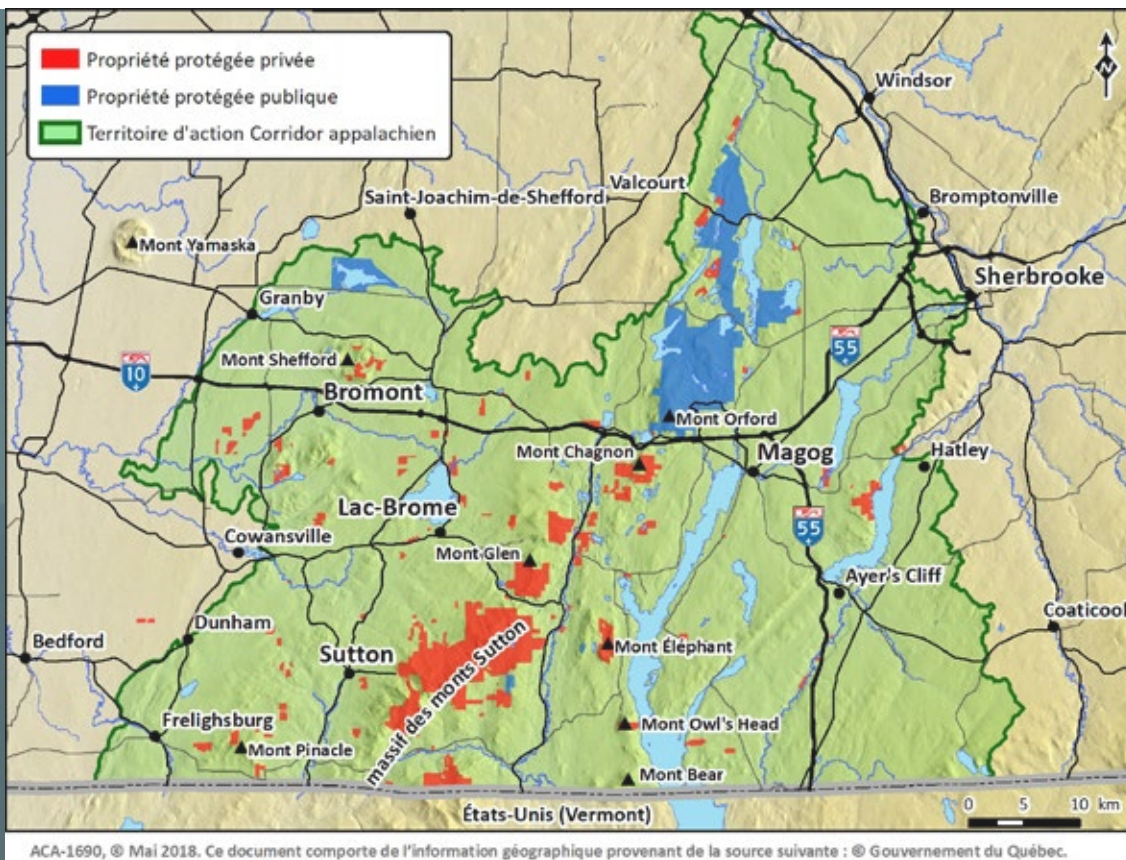 Propriété protégée privée
Propriété protégée publique
Territoire d'action Corridor appalachien
N
Windsor
Valcourt
Saint-Joachim-de-Shefford
Bromptonville
Mont Yamaska
Sherbrooke
Granby
Mont Shefford
10
55
Bromont
Mont Orford
Mont Chagnon
Magog
Hatley
Lac-Brome
55
Cowansville
Mont Glen
Ayer's Cliff
Dunham
Coaticook
Bedford
Sutton
Mont Éléphant
massif des monts Sutton
Frelighsburg
Mont Pinacle
Mont Owl's Head
Mont Bear
États-Unis (Vermont)
0 5 10 km
ACA-1690, © Mai 2018. Ce document comporte de l'information géographique provenant de la source suivante : © Gouvernement du Québec.